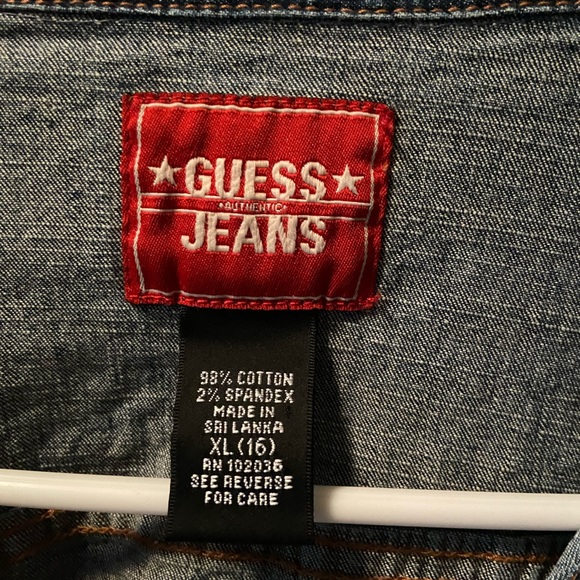 ★GUESS★
•AUTHENTIC•
JEANS
98% COTTON
2% SPANDEX
MADE IN
SRI LANKA
XL (16)
RN 102036
SEE REVERSE
FOR CARE